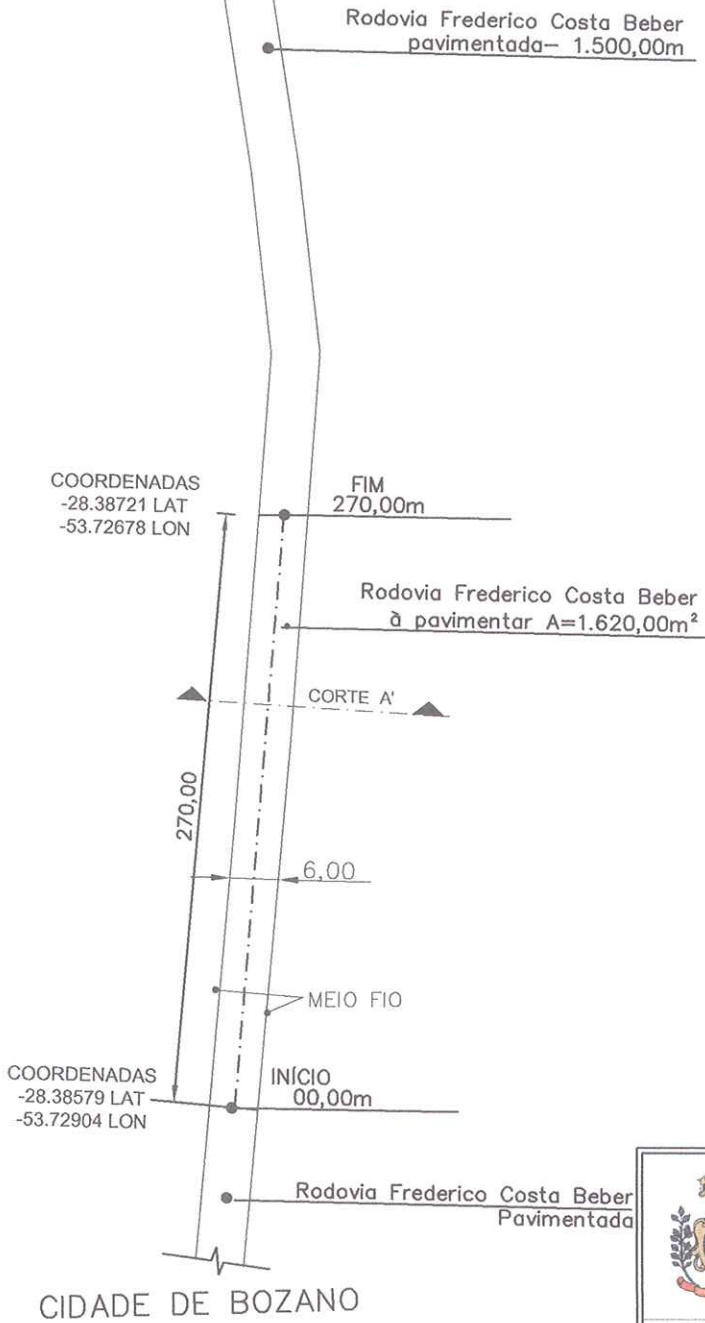 Rodovia Frederico Costa Beber
pavimentada– 1.500,00m
COORDENADAS
-28.38721 LAT
-53.72678 LON
FIM
270,00m
Rodovia Frederico Costa Beber
à pavimentar A=1.620,00m²
CORTE A'
270,00
6,00
MEIO FIO
COORDENADAS
-28.38579 LAT
-53.72904 LON
INÍCIO
00,00m
Rodovia Frederico Costa Beber
Pavimentada
CIDADE DE BOZANO